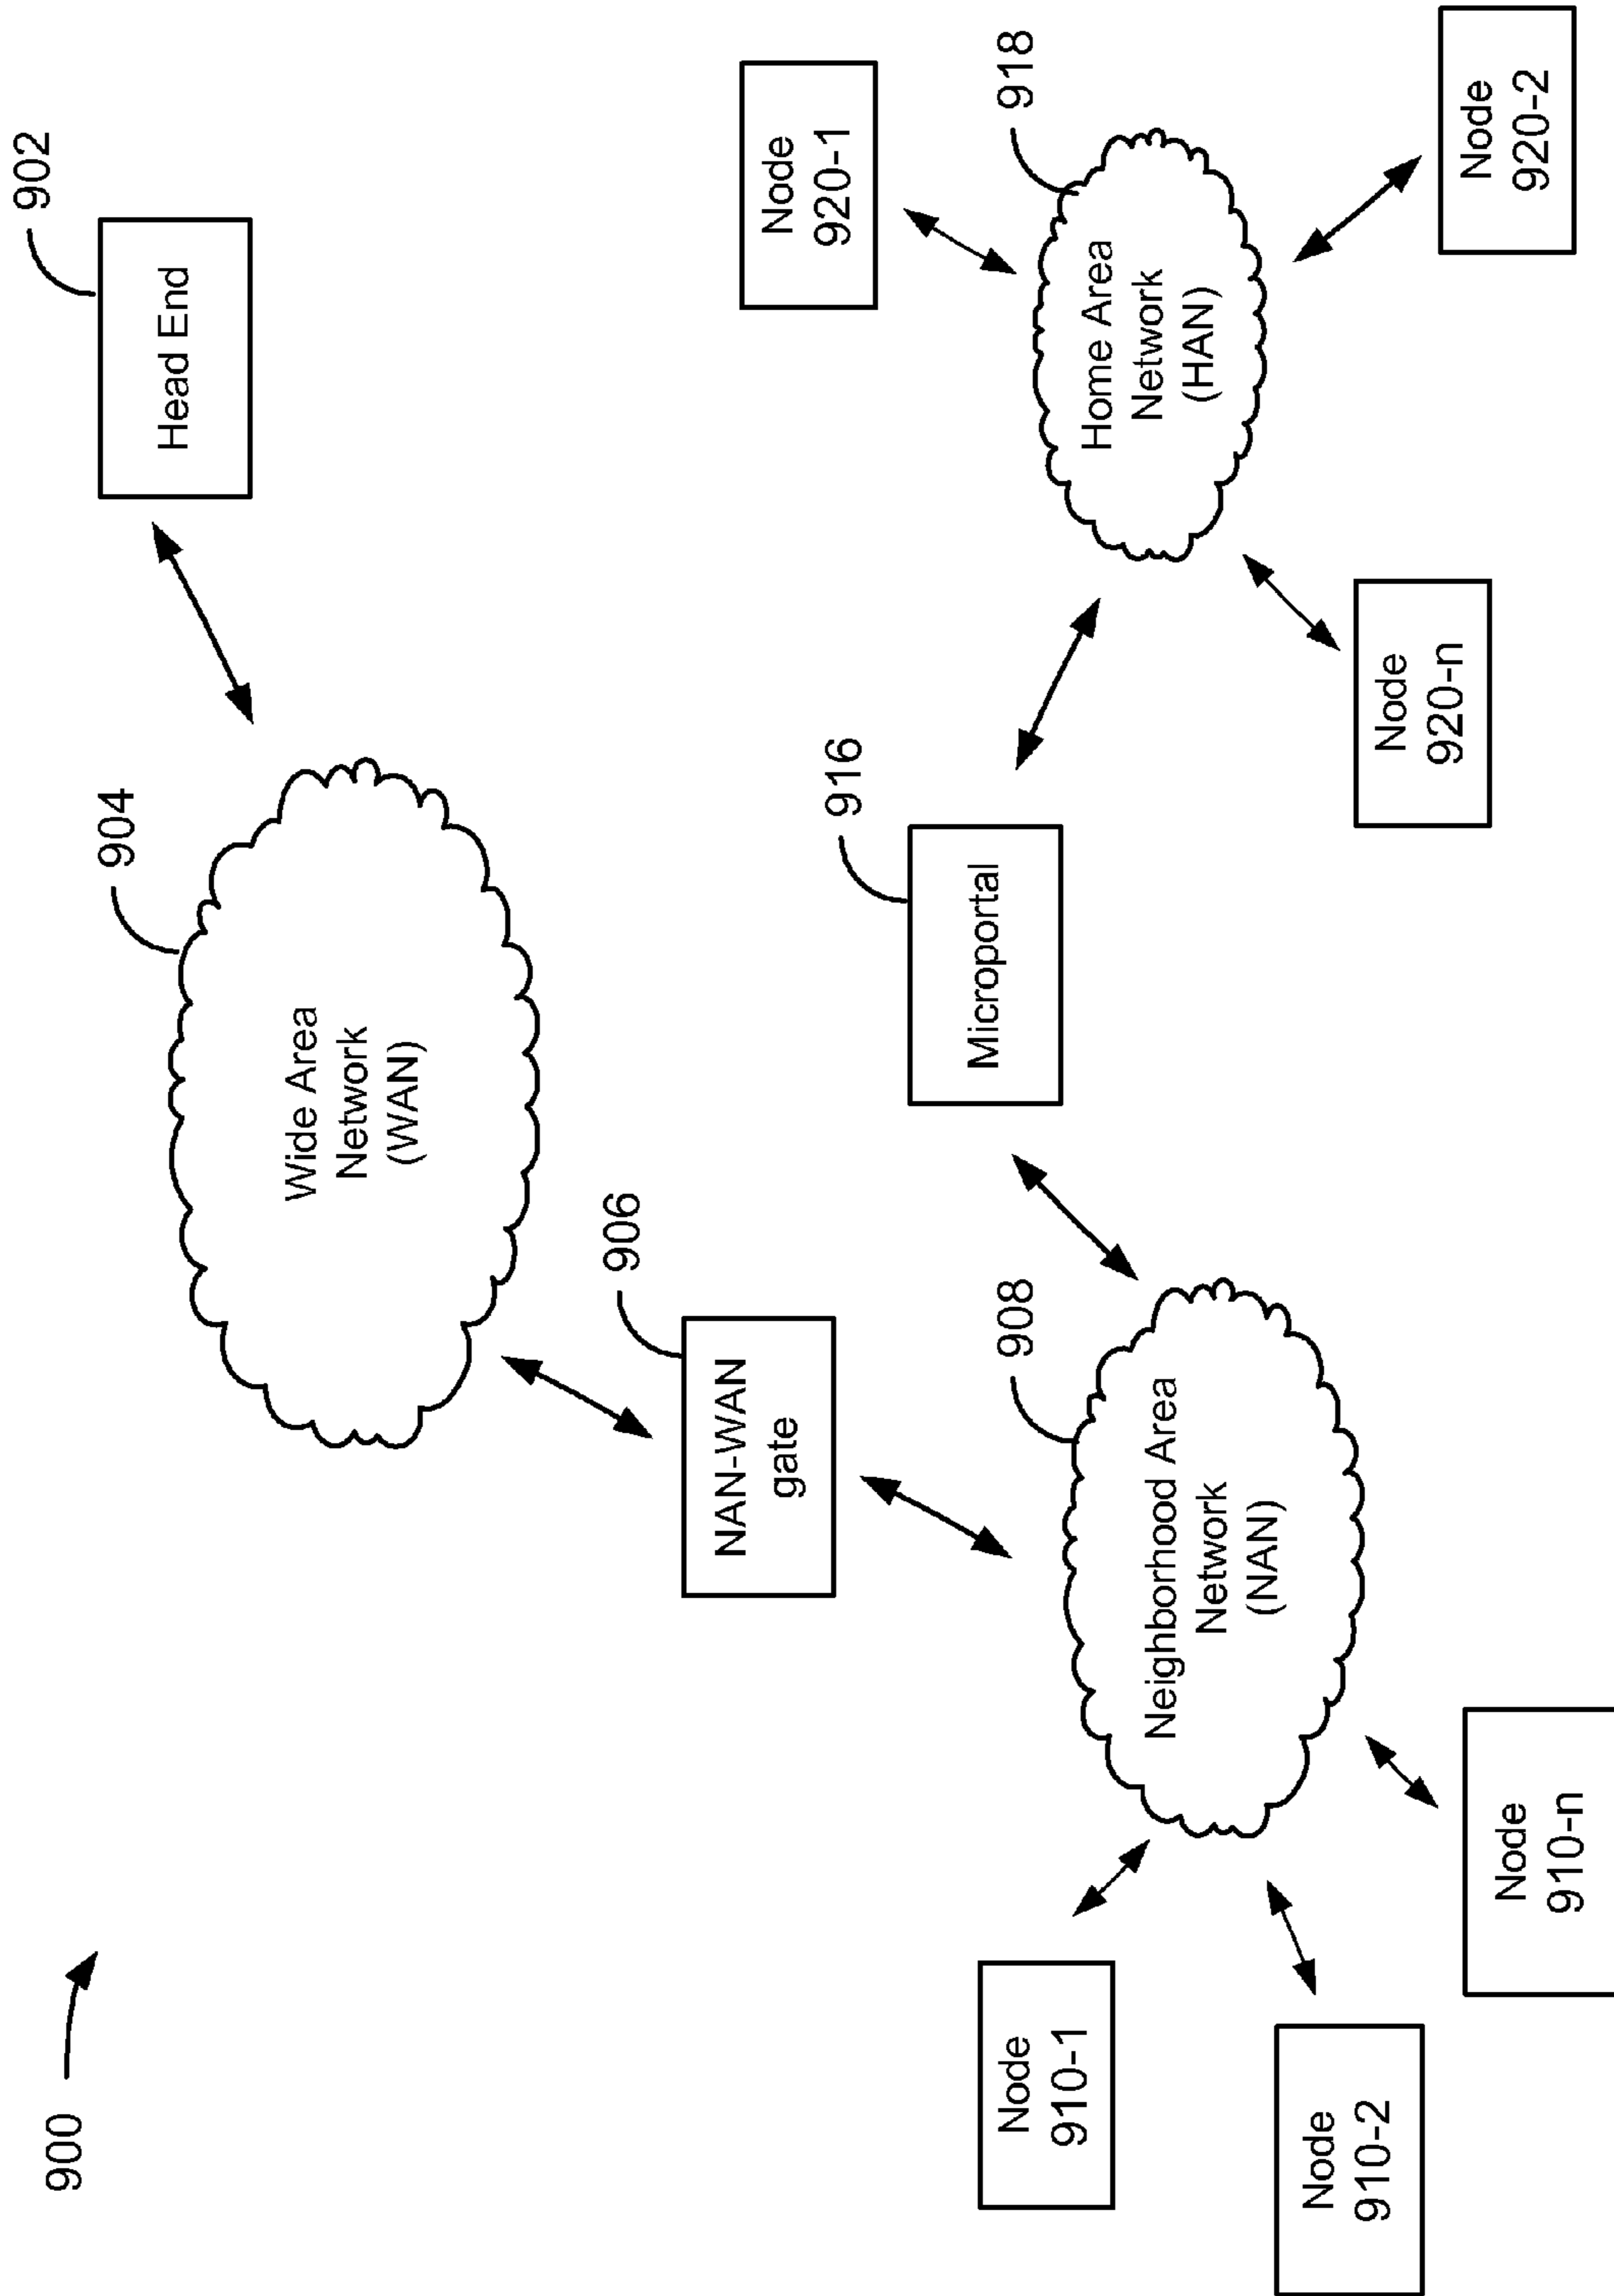 900
902
Head End
904
Wide Area
Network
(WAN)
906
NAN-WAN
gate
916
Microportal
Node
920-1
918
Home Area
Network
(HAN)
908
Neighborhood Area
Network
(NAN)
Node
910-1
Node
910-2
Node
910-n
Node
920-n
Node
920-2